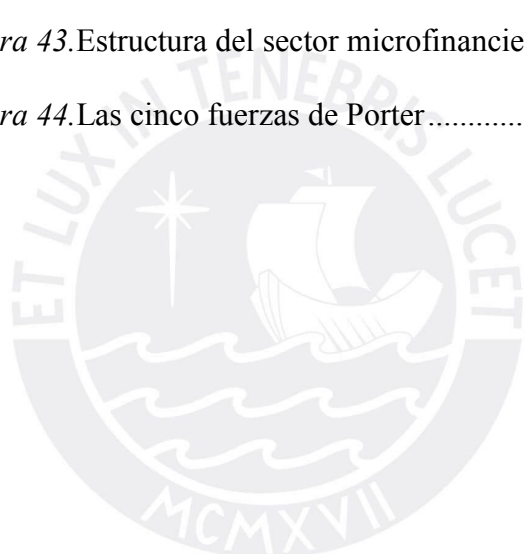 ra 43.Estructura del sector microfinancie
ra 44.Las cinco fuerzas de Porter............
ET LUX IN TENEBRIS LUCET
MCMXVII